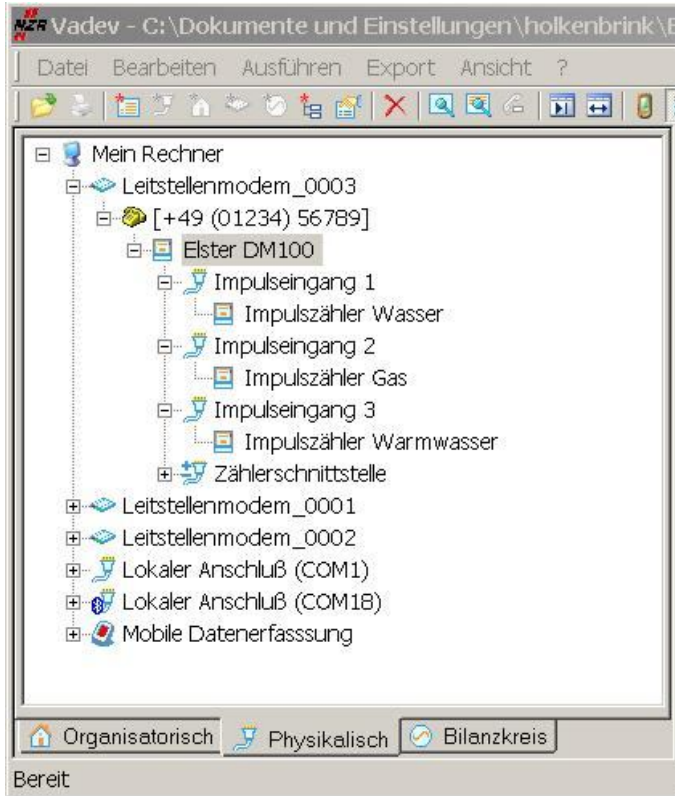 NZR Vadev - C:\Dokumente und Einstellungen\holkenbrink\E
Datei Bearbeiten Ausführen Export Ansicht ?
Mein Rechner
Leitstellenmodem_0003
[+49 (01234) 56789]
Elster DM100
Impulseingang 1
Impulszähler Wasser
Impulseingang 2
Impulszähler Gas
Impulseingang 3
Impulszähler Warmwasser
Zählerschnittstelle
Leitstellenmodem_0001
Leitstellenmodem_0002
Lokaler Anschluß (COM1)
Lokaler Anschluß (COM18)
Mobile Datenerfasssung
Organisatorisch Physikalisch Bilanzkreis
Bereit